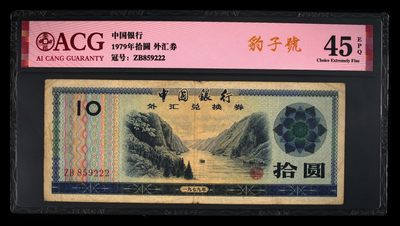 ACG
AI CANG GUARANTY
中国银行
1979年拾圆 外汇券
冠号: ZB859222
豹子號
45 EPQ
Choice Extremely Fine
中国银行
外汇兑换券
10
ZB859222
拾圆
一九七九年